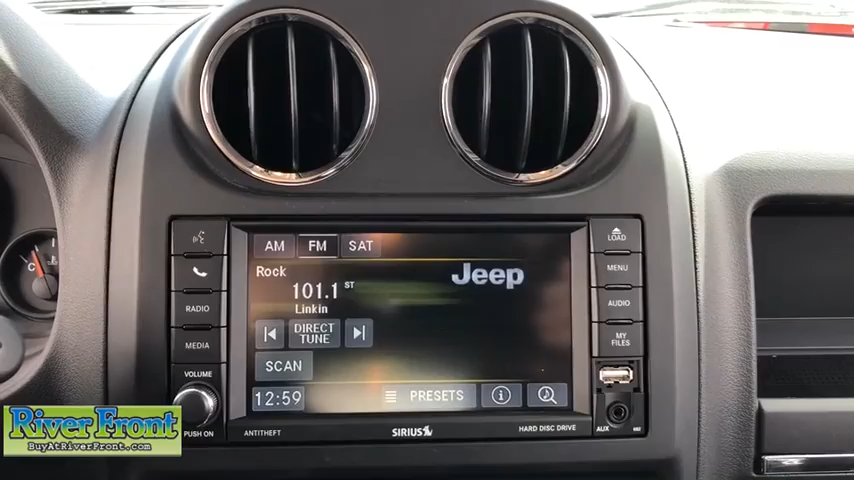 LOAD
AM FM SAT
MENU
Rock
Jeep
101.1 ST
Linkin
RADIO
AUDIO
DIRECT
TUNE
MEDIA
MY
FILES
SCAN
VOLUME
12:59
PRESETS
PUSH ON
ANTITHEFT
SIRIUS
HARD DISC DRIVE
AUX
C
River Front
BuyAtRiverFront.com